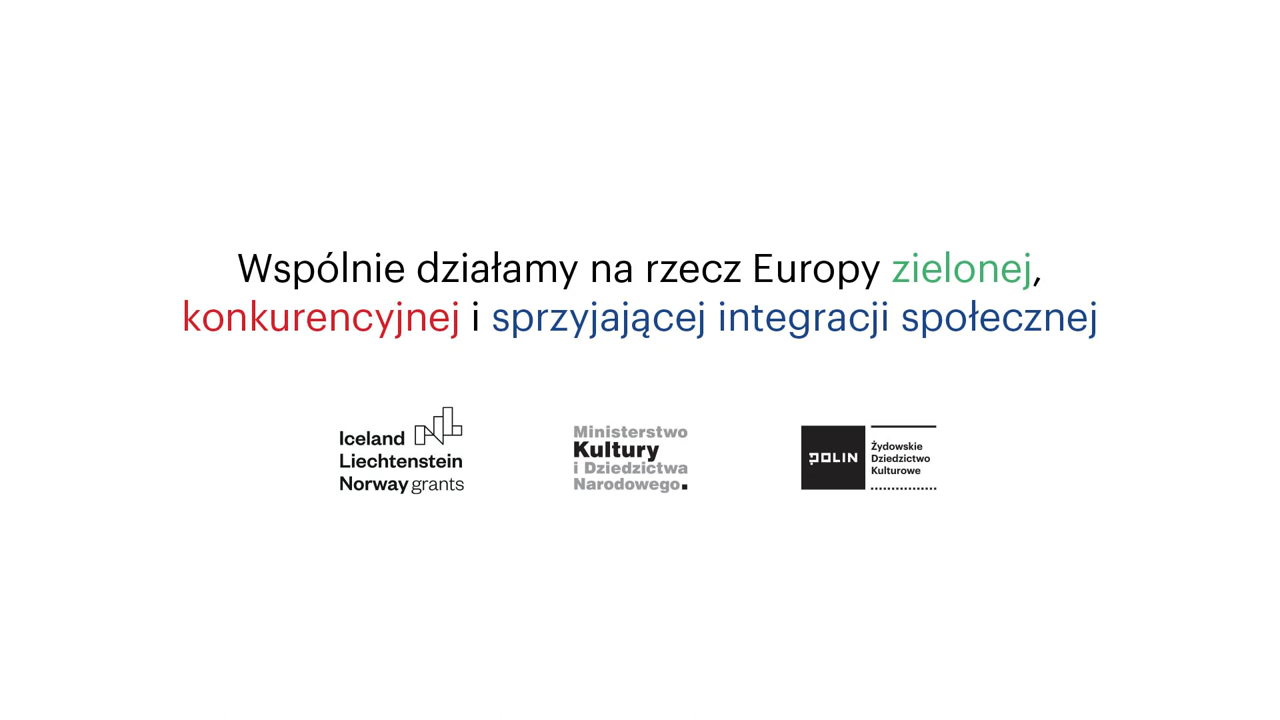 Wspólnie działamy na rzecz Europy zielonej,
konkurencyjnej i sprzyjającej integracji społecznej
Iceland
Liechtenstein
Norway grants
Ministerstwo
Kultury
i Dziedzictwa
Narodowego.
POLIN
Żydowskie
Dziedzictwo
Kulturowe